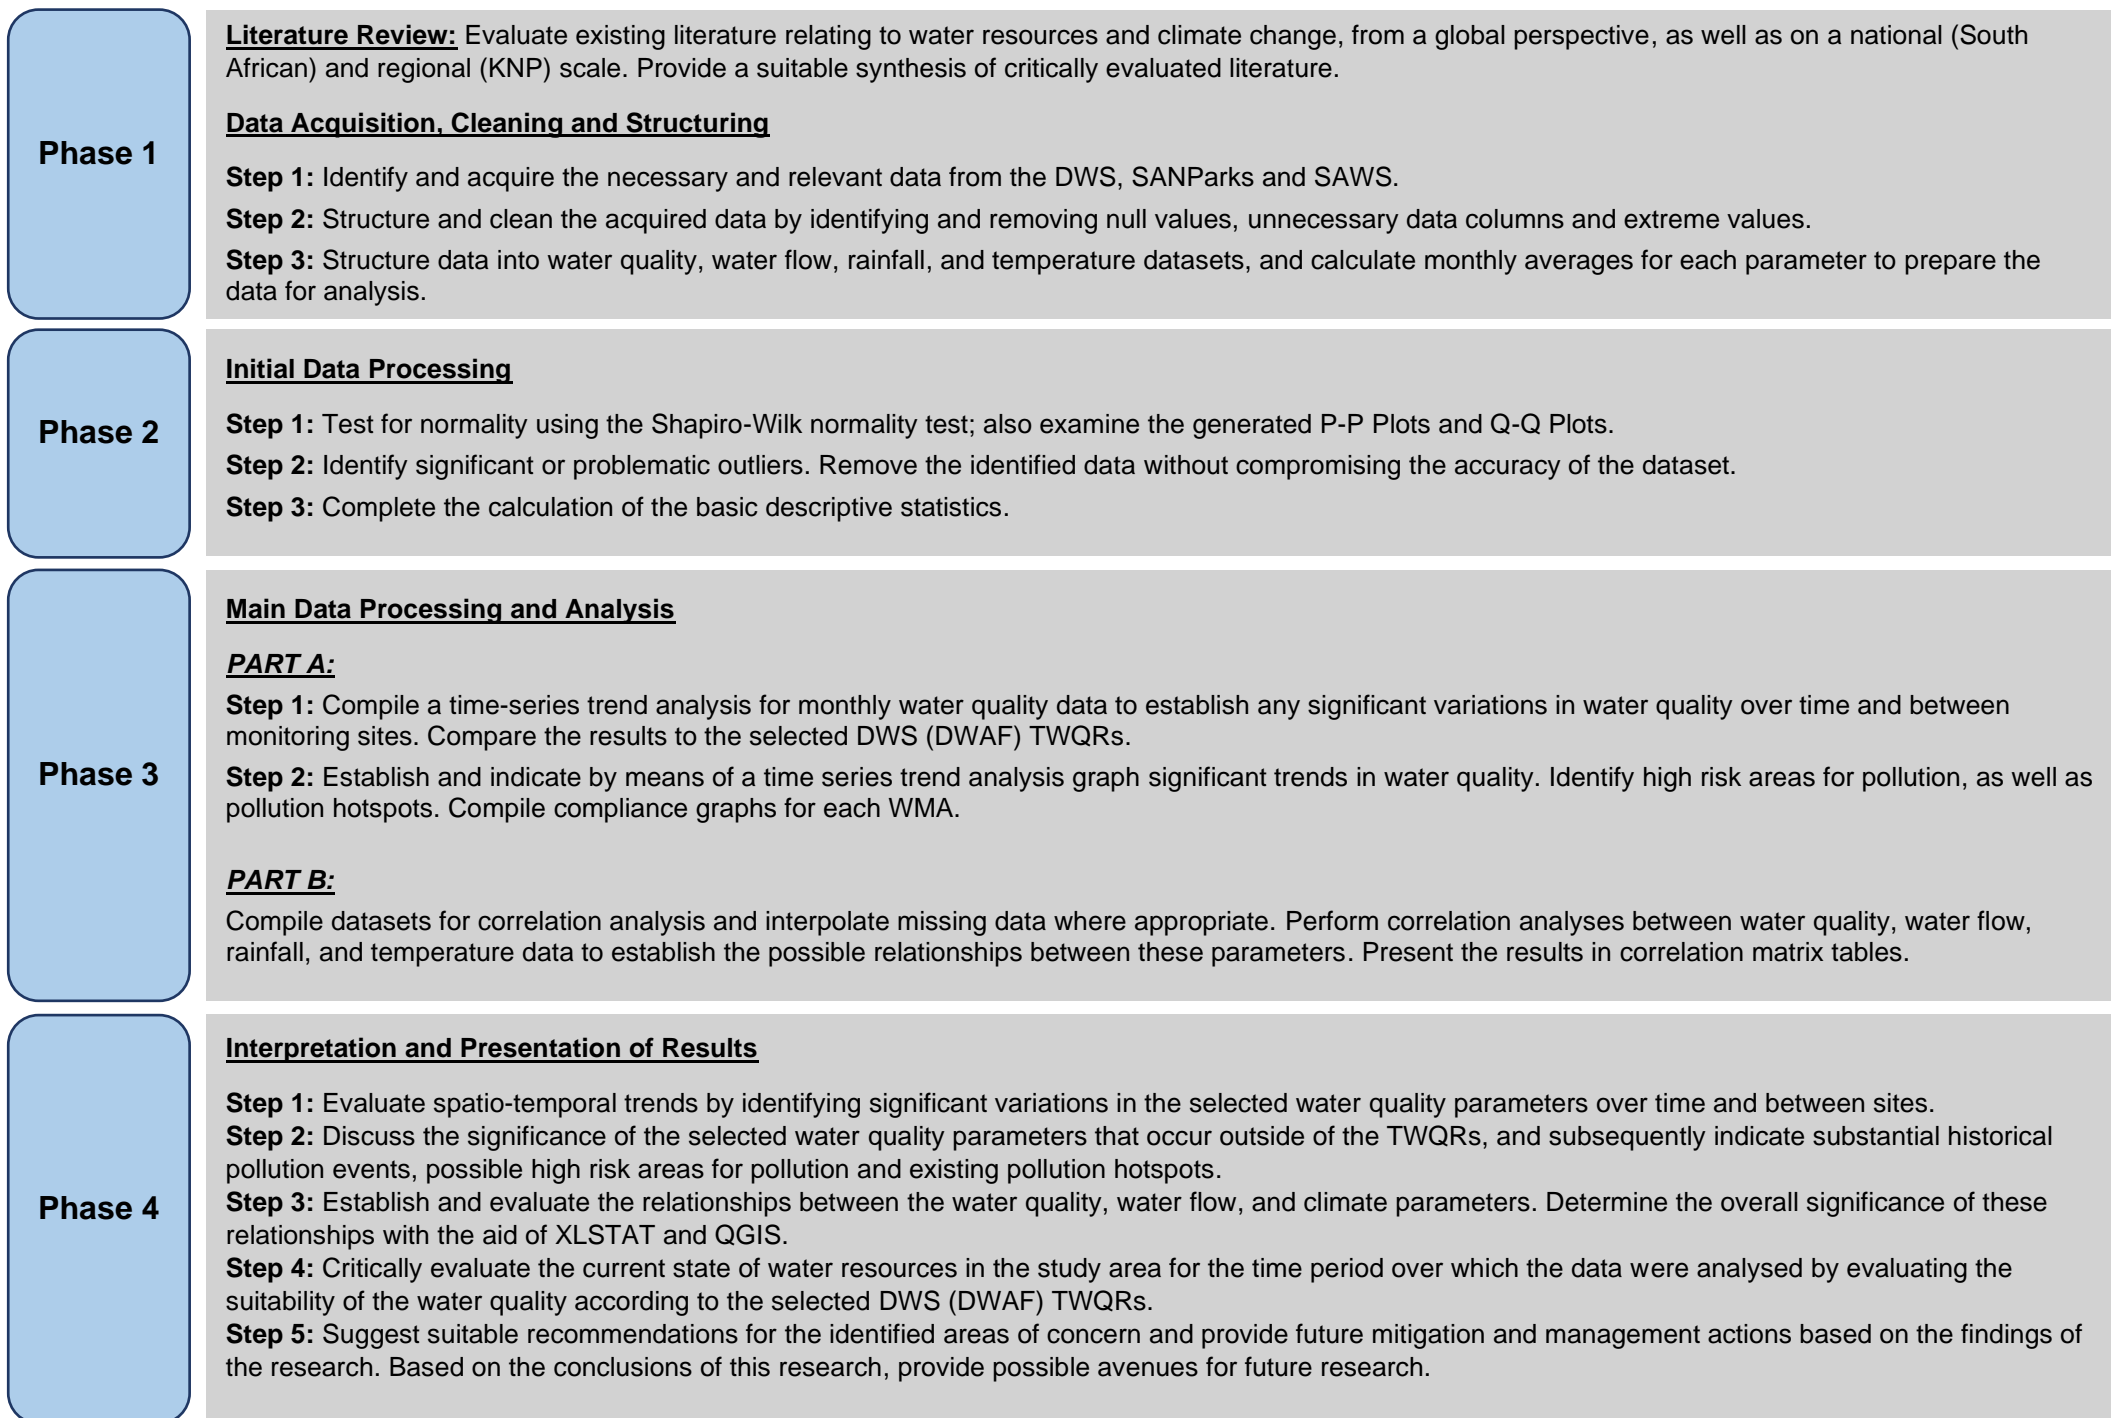 Phase 1
Literature Review: Evaluate existing literature relating to water resources and climate change, from a global perspective, as well as on a national (South
African) and regional (KNP) scale. Provide a suitable synthesis of critically evaluated literature.
Data Acquisition, Cleaning and Structuring
Step 1: Identify and acquire the necessary and relevant data from the DWS, SANParks and SAWS.
Step 2: Structure and clean the acquired data by identifying and removing null values, unnecessary data columns and extreme values.
Step 3: Structure data into water quality, water flow, rainfall, and temperature datasets, and calculate monthly averages for each parameter to prepare the
data for analysis.
Phase 2
Initial Data Processing
Step 1: Test for normality using the Shapiro-Wilk normality test; also examine the generated P-P Plots and Q-Q Plots.
Step 2: Identify significant or problematic outliers. Remove the identified data without compromising the accuracy of the dataset.
Step 3: Complete the calculation of the basic descriptive statistics.
Phase 3
Main Data Processing and Analysis
PART A:
Step 1: Compile a time-series trend analysis for monthly water quality data to establish any significant variations in water quality over time and between
monitoring sites. Compare the results to the selected DWS (DWAF) TWQRs.
Step 2: Establish and indicate by means of a time series trend analysis graph significant trends in water quality. Identify high risk areas for pollution, as well as
pollution hotspots. Compile compliance graphs for each WMA.
PART B:
Compile datasets for correlation analysis and interpolate missing data where appropriate. Perform correlation analyses between water quality, water flow,
rainfall, and temperature data to establish the possible relationships between these parameters. Present the results in correlation matrix tables.
Phase 4
Interpretation and Presentation of Results
Step 1: Evaluate spatio-temporal trends by identifying significant variations in the selected water quality parameters over time and between sites.
Step 2: Discuss the significance of the selected water quality parameters that occur outside of the TWQRs, and subsequently indicate substantial historical
pollution events, possible high risk areas for pollution and existing pollution hotspots.
Step 3: Establish and evaluate the relationships between the water quality, water flow, and climate parameters. Determine the overall significance of these
relationships with the aid of XLSTAT and QGIS.
Step 4: Critically evaluate the current state of water resources in the study area for the time period over which the data were analysed by evaluating the
suitability of the water quality according to the selected DWS (DWAF) TWQRs.
Step 5: Suggest suitable recommendations for the identified areas of concern and provide future mitigation and management actions based on the findings of
the research. Based on the conclusions of this research, provide possible avenues for future research.